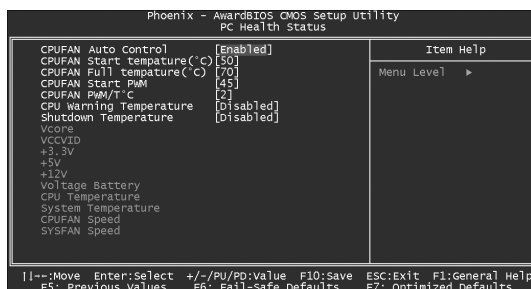 Phoenix - AwardBIOS CMOS Setup Utility
PC Health Status
CPUFAN Auto Control [Enabled]
CPUFAN Start tempature(°C) [50]
CPUFAN Full tempature(°C) [70]
CPUFAN Start PWM [45]
CPUFAN PWM/T°C [2]
CPU Warning Temperature [Disabled]
Shutdown Temperature [Disabled]
Vcore
VCCVID
+3.3V
+5V
+12V
Voltage Battery
CPU Temperature
System Temperature
CPUFAN Speed
SYSFAN Speed
Item Help
Menu Level ▶
↑↓→←:Move Enter:Select +/-/PU/PD:Value F10:Save ESC:Exit F1:General Help
F5: Previous Values F6: Fail-Safe Defaults F7: Optimized Defaults